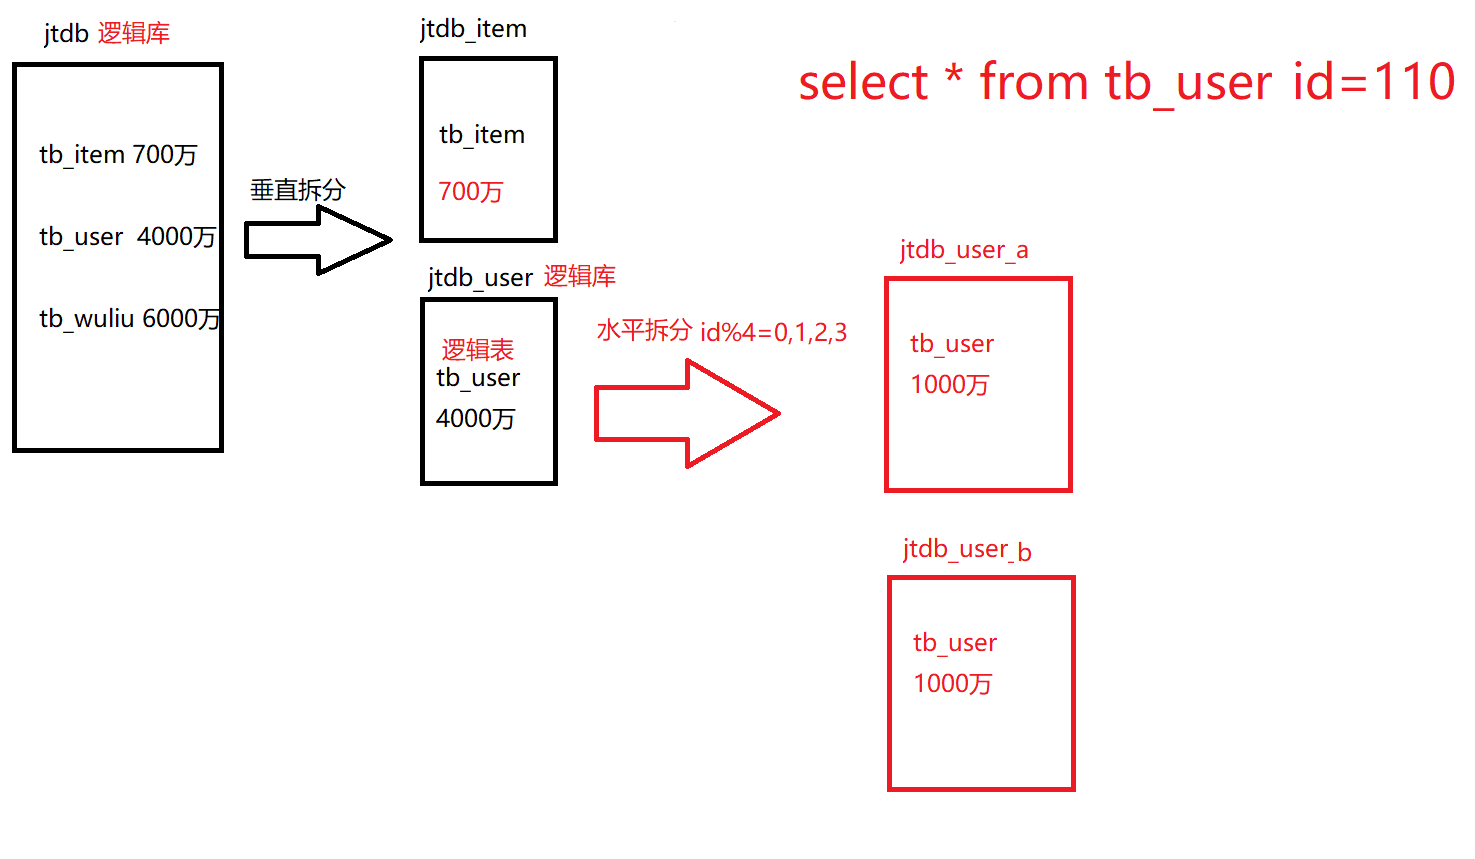 jtdb 逻辑库
tb_item 700万
tb_user 4000万
tb_wuliu 6000万
垂直拆分
jtdb_item
tb_item
700万
jtdb_user 逻辑库
逻辑表
tb_user
4000万
水平拆分 id%4=0,1,2,3
select * from tb_user id=110
jtdb_user_a
tb_user
1000万
jtdb_user_b
tb_user
1000万